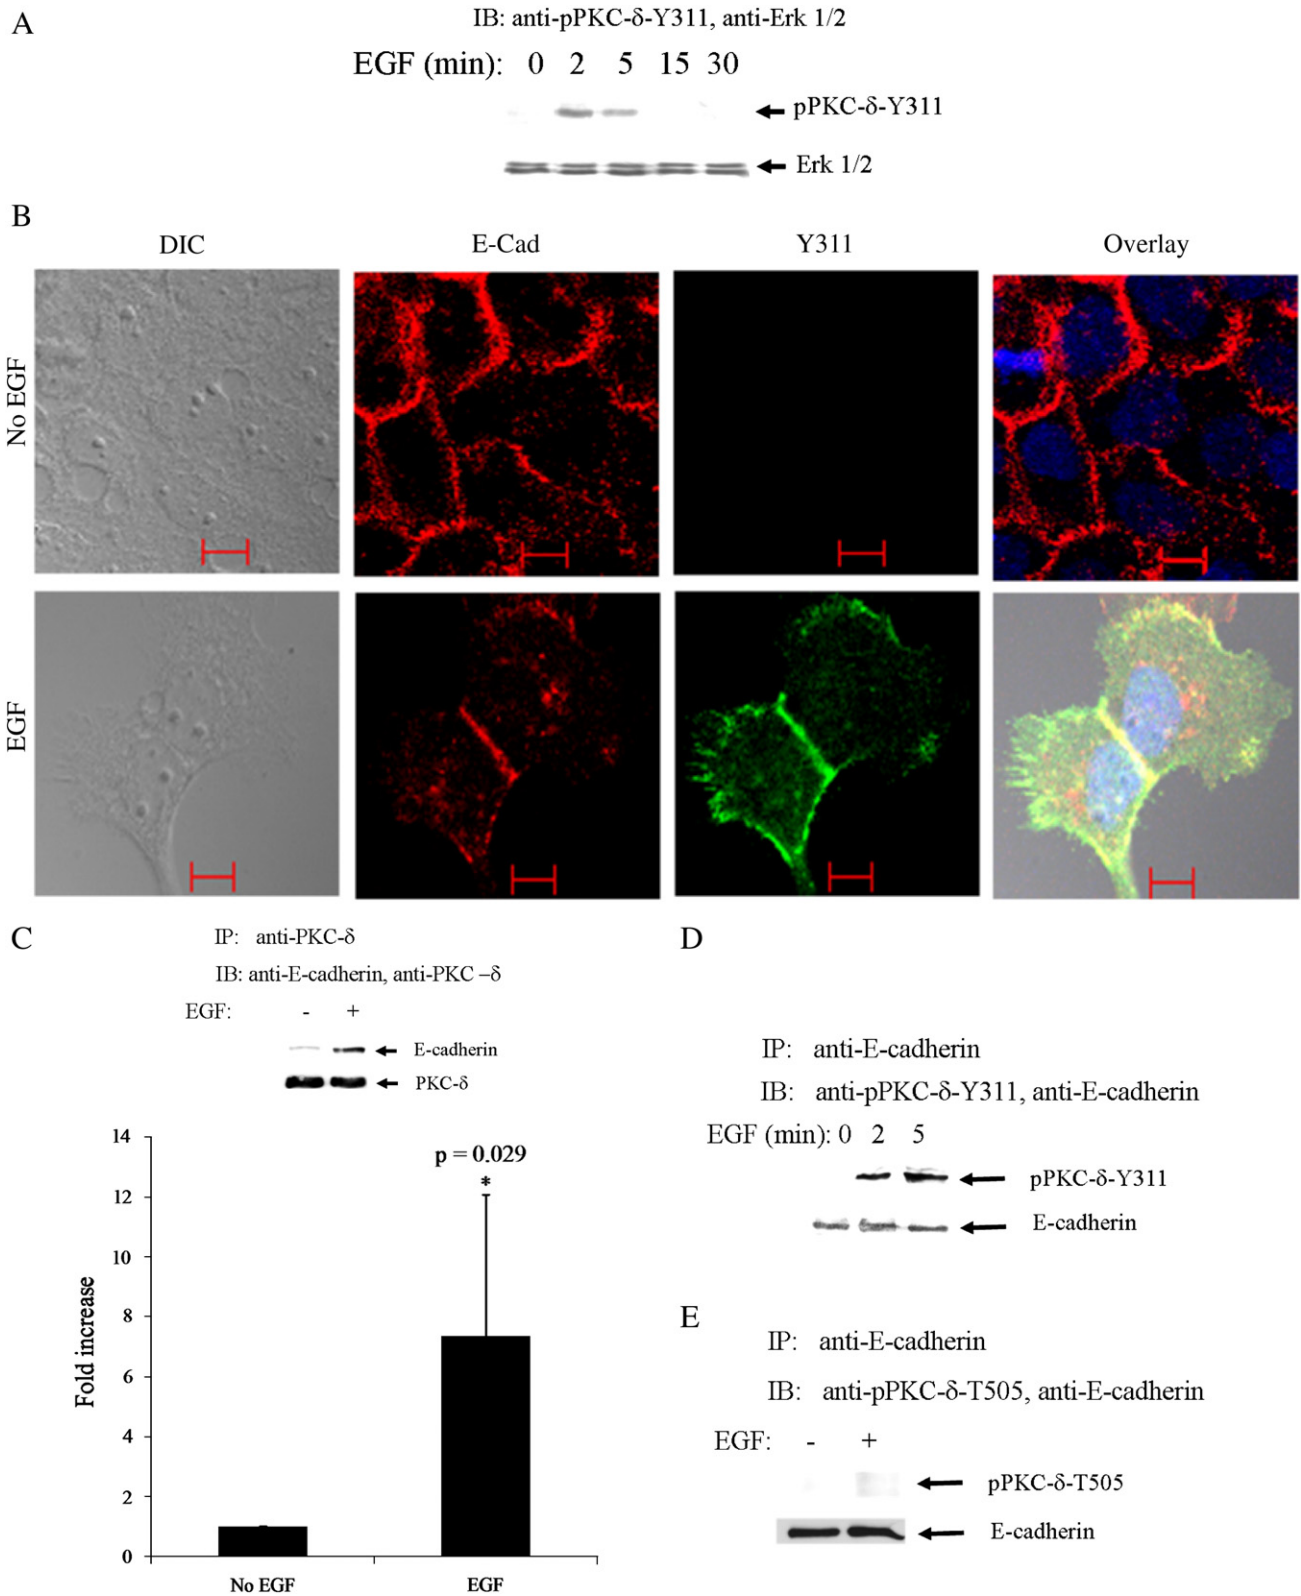 A
IB: anti-pPKC-δ-Y311, anti-Erk 1/2
EGF (min): 0 2 5 15 30
pPKC-δ-Y311
Erk 1/2
B
DIC E-Cad Y311 Overlay
No EGF
EGF
C
IP: anti-PKC-δ
IB: anti-E-cadherin, anti-PKC –δ
EGF: - +
E-cadherin
PKC-δ
14
12
10
8
6
4
2
0
Fold increase
p = 0.029
*
No EGF EGF
D
IP: anti-E-cadherin
IB: anti-pPKC-δ-Y311, anti-E-cadherin
EGF (min): 0 2 5
pPKC-δ-Y311
E-cadherin
E
IP: anti-E-cadherin
IB: anti-pPKC-δ-T505, anti-E-cadherin
EGF: - +
pPKC-δ-T505
E-cadherin